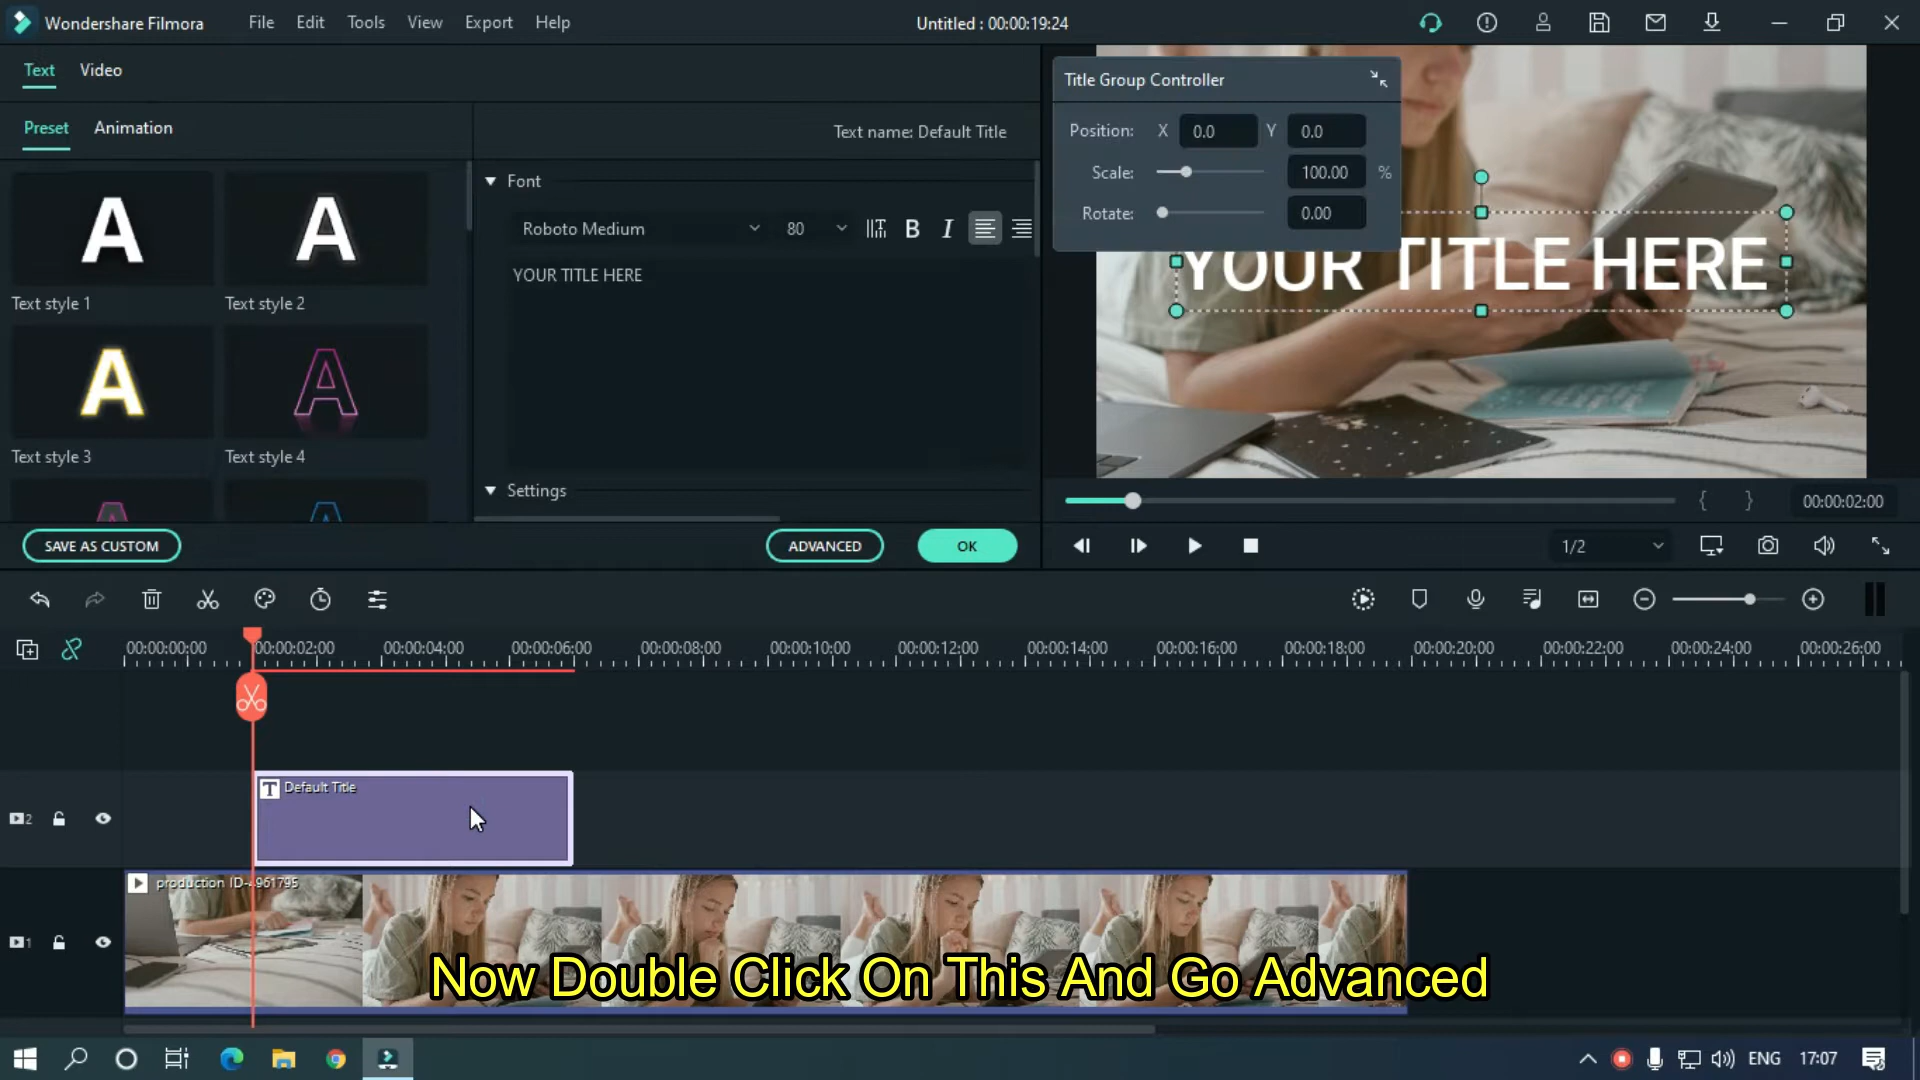 Wondershare Filmora File Edit Tools View Export Help Untitled : 00:00:19:24
Text Video
Title Group Controller
Preset Animation
Text name: Default Title
Position: X 0.0 Y 0.0
Scale: 100.00 %
Rotate: 0.00
Font
Roboto Medium 80 B I
YOUR TITLE HERE
YOUR TITLE HERE
A A
Text style 1 Text style 2
A A
Text style 3 Text style 4
Settings
{ } 00:00:02:00
SAVE AS CUSTOM ADVANCED OK
1/2
00:00:00:00 00:00:02:00 00:00:04:00 00:00:06:00 00:00:08:00 00:00:10:00 00:00:12:00 00:00:14:00 00:00:16:00 00:00:18:00 00:00:20:00 00:00:22:00 00:00:24:00 00:00:26:00
T Default Title
2
production ID-4961795
1
Now Double Click On This And Go Advanced
ENG 17:07